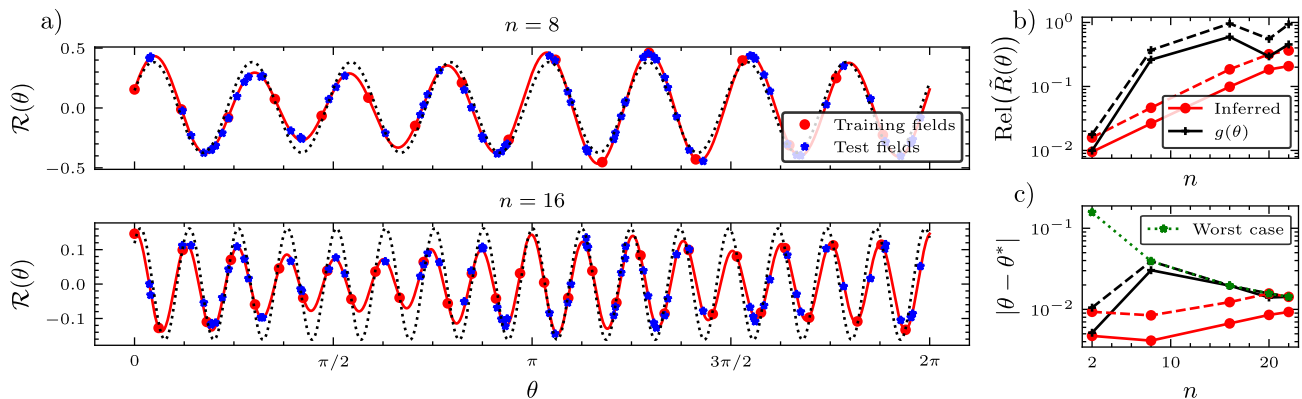 a)
n = 8
0.5
0.0
−0.5
R(θ)
Training fields
Test fields
n = 16
0.1
0.0
−0.1
R(θ)
0
π/2
π
3π/2
2π
θ
b)
10⁰
10⁻¹
10⁻²
Rel(R̃(θ))
Inferred
g(θ)
n
c)
10⁻¹
10⁻²
|θ − θ*|
Worst case
2
10
20
n